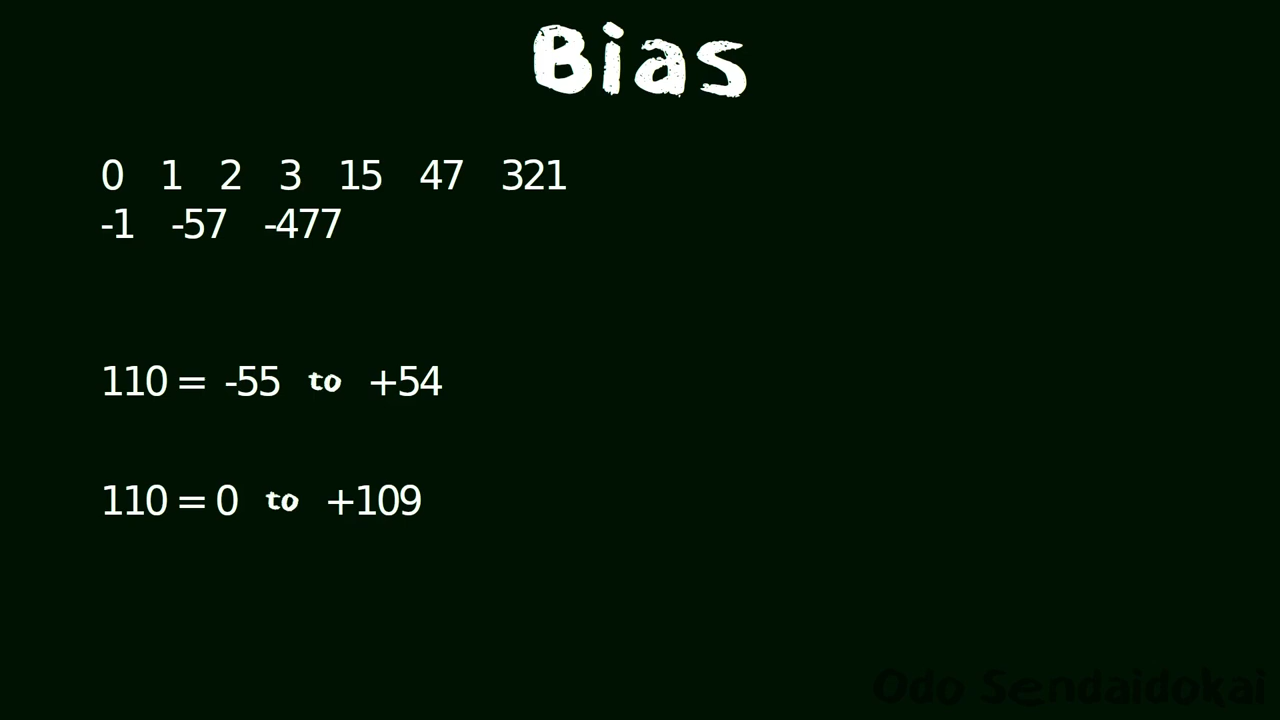 Bias
0 1 2 3 15 47 321
-1 -57 -477
110 = -55 to +54
110 = 0 to +109
Odo Sendaidokai